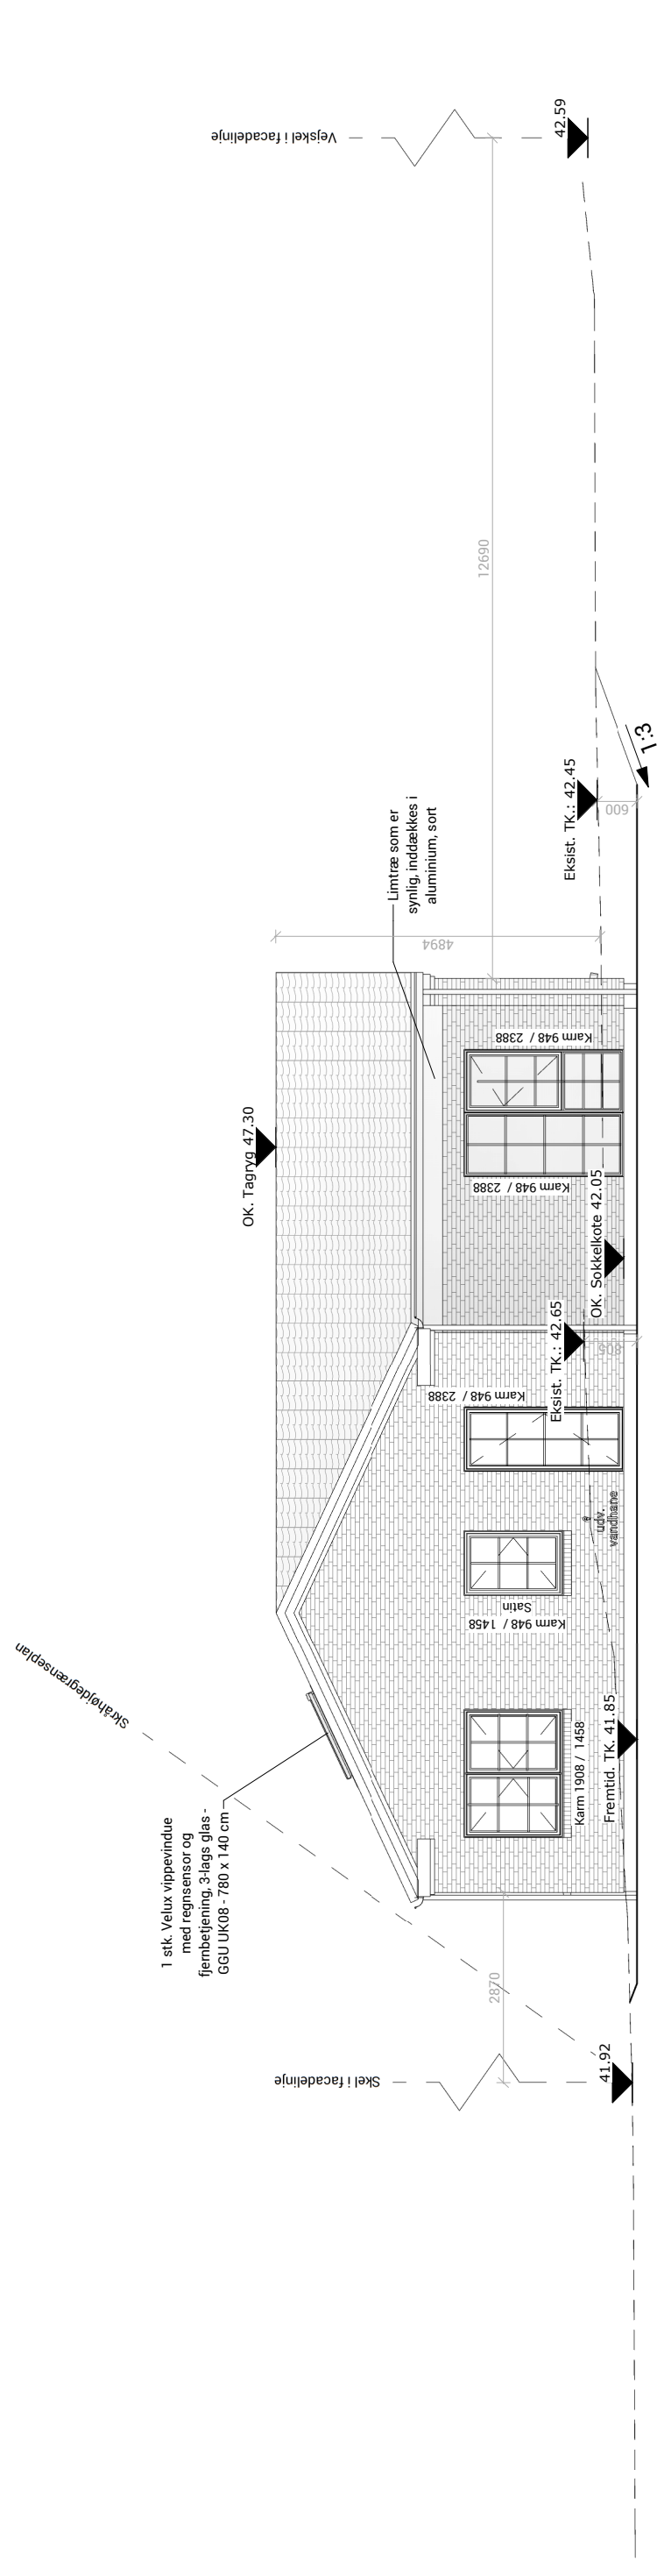 Skråhøjdegrænseplan
1 stk. Velux vippevindue
med regnsensor og
fjernbetjening, 3-lags glas -
GGU UK08 - 780 x 140 cm
OK. Tagryg 47.30
Limtræ som er
synlig, inddækkes i
aluminium, sort
Vejskel i facadelinje
42.59
12690
4894
Skel i facadelinje
41.92
2870
Karm 1908 / 1458
Fremtid. TK. 41.85
Satin
Karm 948 / 1458
udv.
vandhane
Karm 948 / 2388
Eksist. TK.: 42.65
805
OK. Sokkelkote 42.05
Karm 948 / 2388
Karm 948 / 2388
Eksist. TK.: 42.45
600
1:3